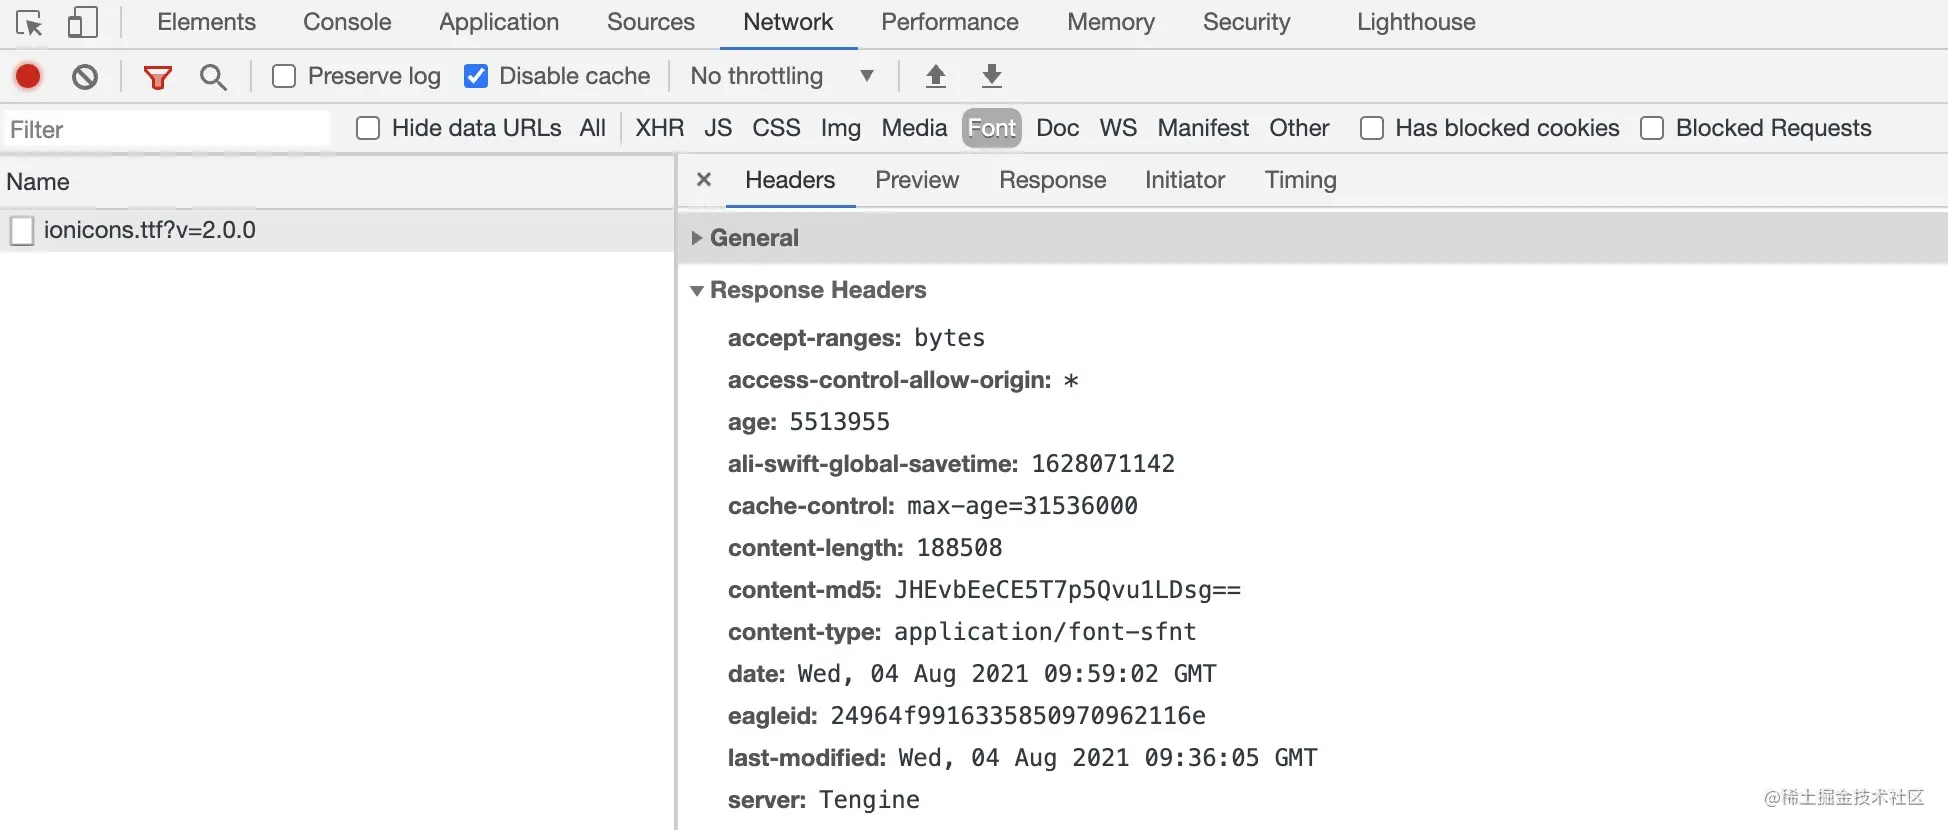 Elements Console Application Sources Network Performance Memory Security Lighthouse
Preserve log Disable cache No throttling
Filter Hide data URLs All XHR JS CSS Img Media Font Doc WS Manifest Other Has blocked cookies Blocked Requests
Name
ionicons.ttf?v=2.0.0
× Headers Preview Response Initiator Timing
General
Response Headers
accept-ranges: bytes
access-control-allow-origin: *
age: 5513955
ali-swift-global-savetime: 1628071142
cache-control: max-age=31536000
content-length: 188508
content-md5: JHEvbEeCE5T7p5Qvu1LDsg==
content-type: application/font-sfnt
date: Wed, 04 Aug 2021 09:59:02 GMT
eagleid: 24964f9916335850970962116e
last-modified: Wed, 04 Aug 2021 09:36:05 GMT
server: Tengine
@稀土掘金技术社区